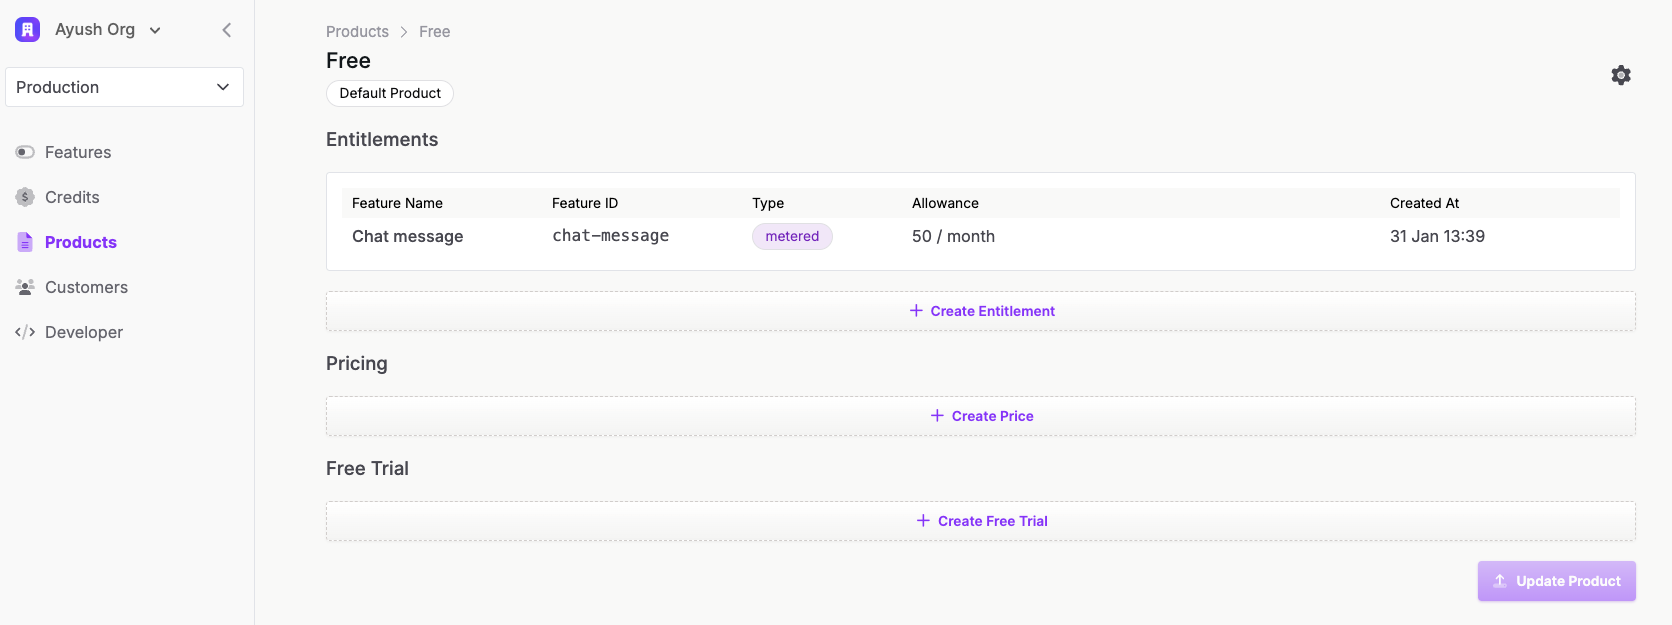 Ayush Org
Production
Features
Credits
Products
Customers
Developer
Products > Free
Free
Default Product
Entitlements
Feature Name Feature ID Type Allowance Created At
Chat message chat-message metered 50 / month 31 Jan 13:39
+ Create Entitlement
Pricing
+ Create Price
Free Trial
+ Create Free Trial
Update Product